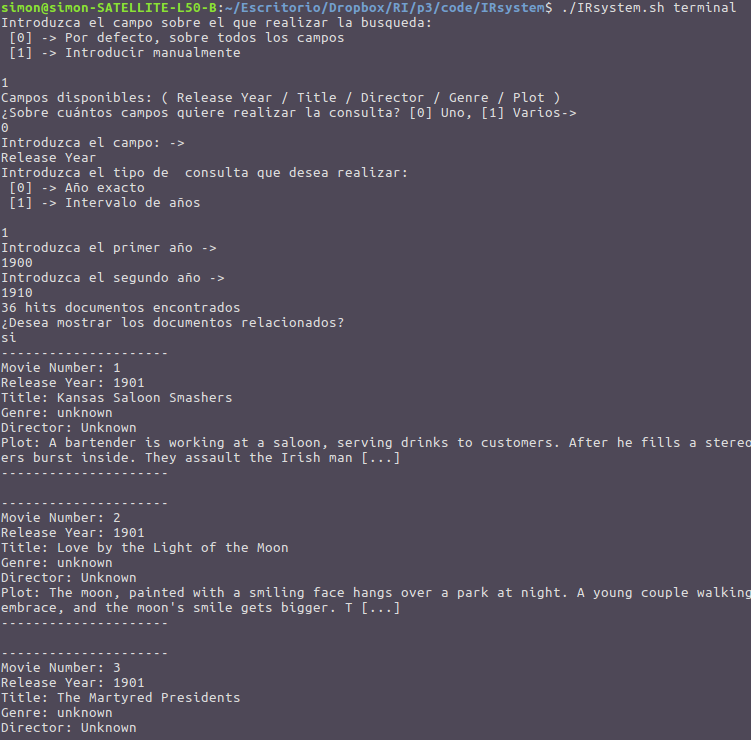 simon@simon-SATELLITE-L50-B:~/Escritorio/Dropbox/RI/p3/code/IRsystem$ ./IRsystem.sh terminal
Introduzca el campo sobre el que realizar la busqueda:
 [0] -> Por defecto, sobre todos los campos
 [1] -> Introducir manualmente

1
Campos disponibles: ( Release Year / Title / Director / Genre / Plot )
¿Sobre cuántos campos quiere realizar la consulta? [0] Uno, [1] Varios->
0
Introduzca el campo: ->
Release Year
Introduzca el tipo de  consulta que desea realizar:
 [0] -> Año exacto
 [1] -> Intervalo de años

1
Introduzca el primer año ->
1900
Introduzca el segundo año ->
1910
36 hits documentos encontrados
¿Desea mostrar los documentos relacionados?
si
---------------------
Movie Number: 1
Release Year: 1901
Title: Kansas Saloon Smashers
Genre: unknown
Director: Unknown
Plot: A bartender is working at a saloon, serving drinks to customers. After he fills a stereo
ers burst inside. They assault the Irish man [...]
---------------------

---------------------
Movie Number: 2
Release Year: 1901
Title: Love by the Light of the Moon
Genre: unknown
Director: Unknown
Plot: The moon, painted with a smiling face hangs over a park at night. A young couple walking
embrace, and the moon's smile gets bigger. T [...]
---------------------

---------------------
Movie Number: 3
Release Year: 1901
Title: The Martyred Presidents
Genre: unknown
Director: Unknown